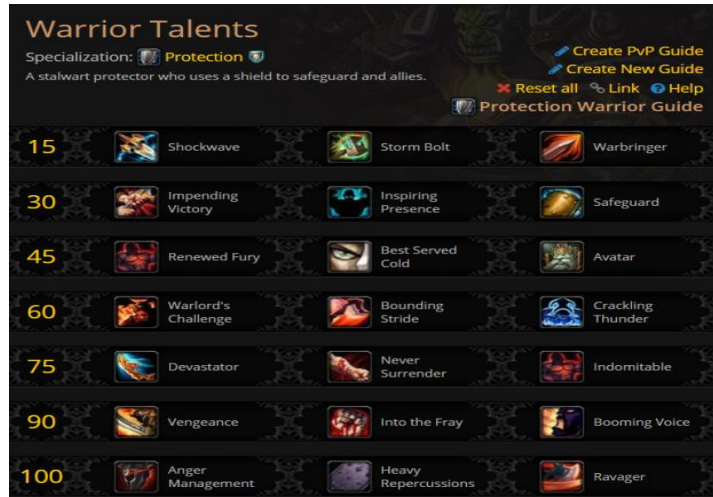 Warrior Talents
Specialization: Protection
A stalwart protector who uses a shield to safeguard and allies.
Create PvP Guide
Create New Guide
Reset all Link Help
Protection Warrior Guide
15 Shockwave Storm Bolt Warbringer
30 Impending Victory Inspiring Presence Safeguard
45 Renewed Fury Best Served Cold Avatar
60 Warlord's Challenge Bounding Stride Crackling Thunder
75 Devastator Never Surrender Indomitable
90 Vengeance Into the Fray Booming Voice
100 Anger Management Heavy Repercussions Ravager